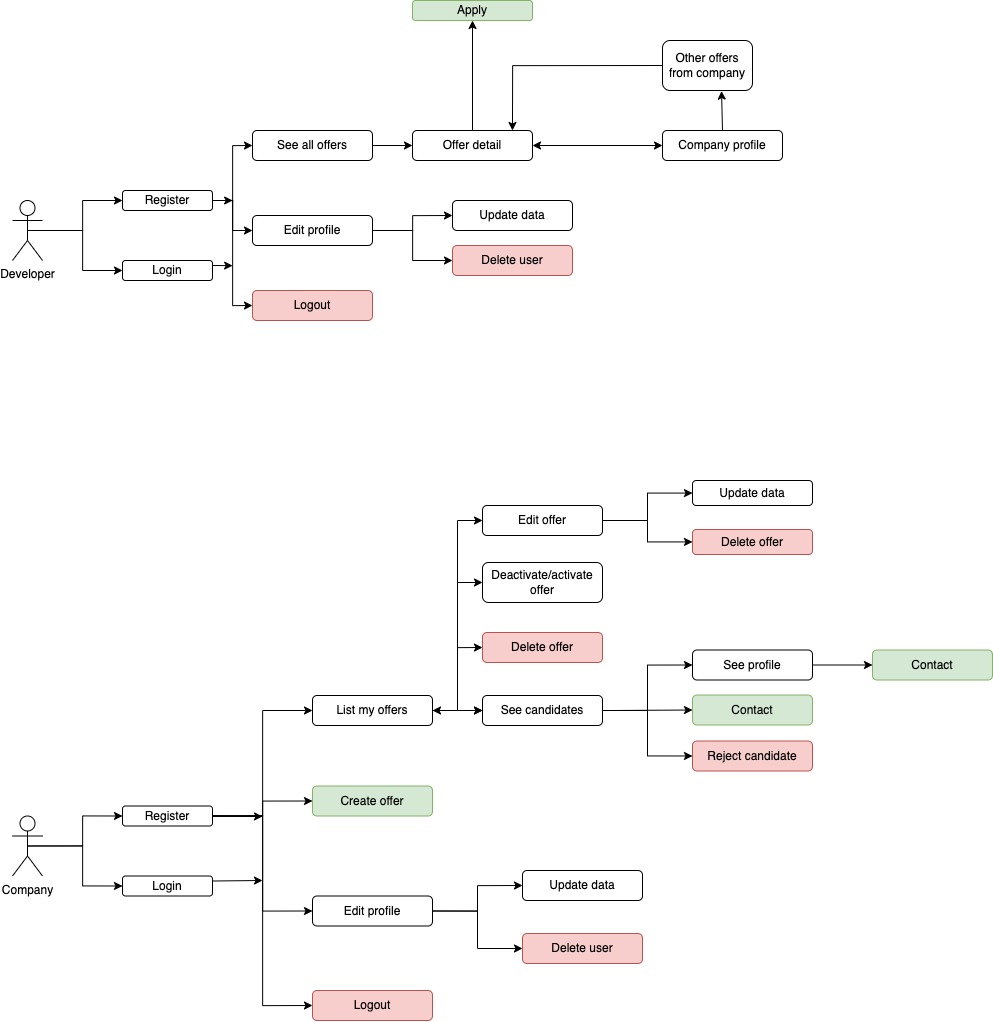 Apply
Other offers
from company
See all offers
Offer detail
Company profile
Register
Edit profile
Update data
Developer
Login
Delete user
Logout
Edit offer
Update data
Delete offer
Deactivate/activate
offer
Delete offer
See profile
Contact
List my offers
See candidates
Contact
Reject candidate
Create offer
Register
Company
Login
Edit profile
Update data
Delete user
Logout